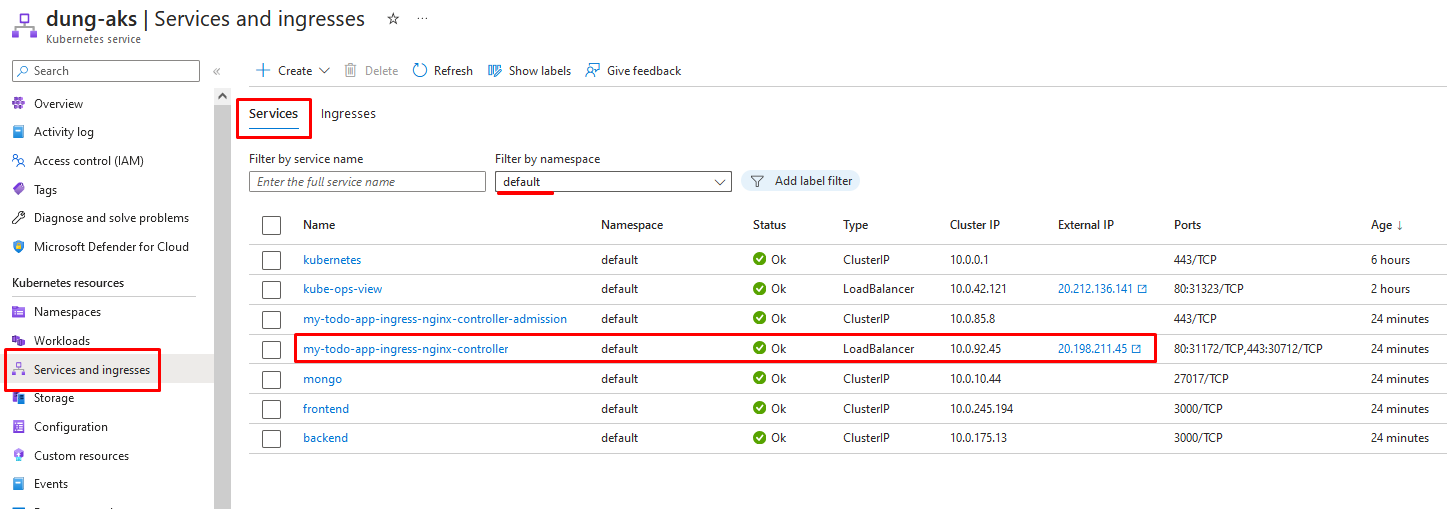 dung-aks | Services and ingresses ☆ ...
Kubernetes service
Search «
Overview
Activity log
Access control (IAM)
Tags
Diagnose and solve problems
Microsoft Defender for Cloud
Kubernetes resources
Namespaces
Workloads
Services and ingresses
Storage
Configuration
Custom resources
Events
Create Delete Refresh Show labels Give feedback
Services Ingresses
Filter by service name Filter by namespace
Enter the full service name default Add label filter
Name Namespace Status Type Cluster IP External IP Ports Age ↓
kubernetes default Ok ClusterIP 10.0.0.1 443/TCP 6 hours
kube-ops-view default Ok LoadBalancer 10.0.42.121 20.212.136.141 80:31323/TCP 2 hours
my-todo-app-ingress-nginx-controller-admission default Ok ClusterIP 10.0.85.8 443/TCP 24 minutes
my-todo-app-ingress-nginx-controller default Ok LoadBalancer 10.0.92.45 20.198.211.45 80:31172/TCP,443:30712/TCP 24 minutes
mongo default Ok ClusterIP 10.0.10.44 27017/TCP 24 minutes
frontend default Ok ClusterIP 10.0.245.194 3000/TCP 24 minutes
backend default Ok ClusterIP 10.0.175.13 3000/TCP 24 minutes